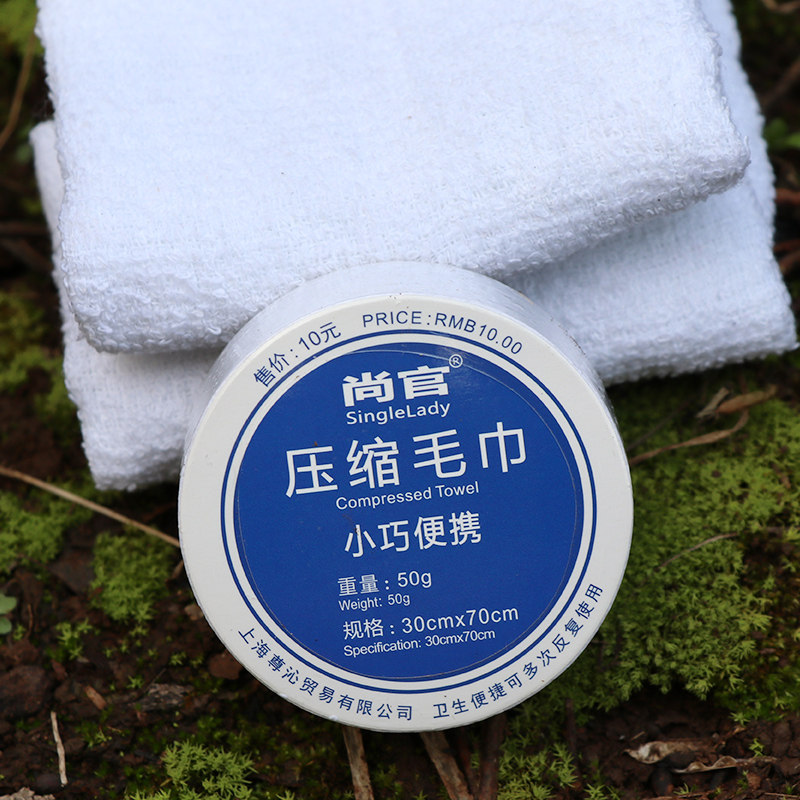 售价:10元 PRICE:RMB10.00
尚官®
SingleLady
压缩毛巾
Compressed Towel
小巧便携
重量:50g
Weight: 50g
规格:30cmx70cm
Specification: 30cmx70cm
上海尊沁贸易有限公司 卫生便捷可多次反复使用